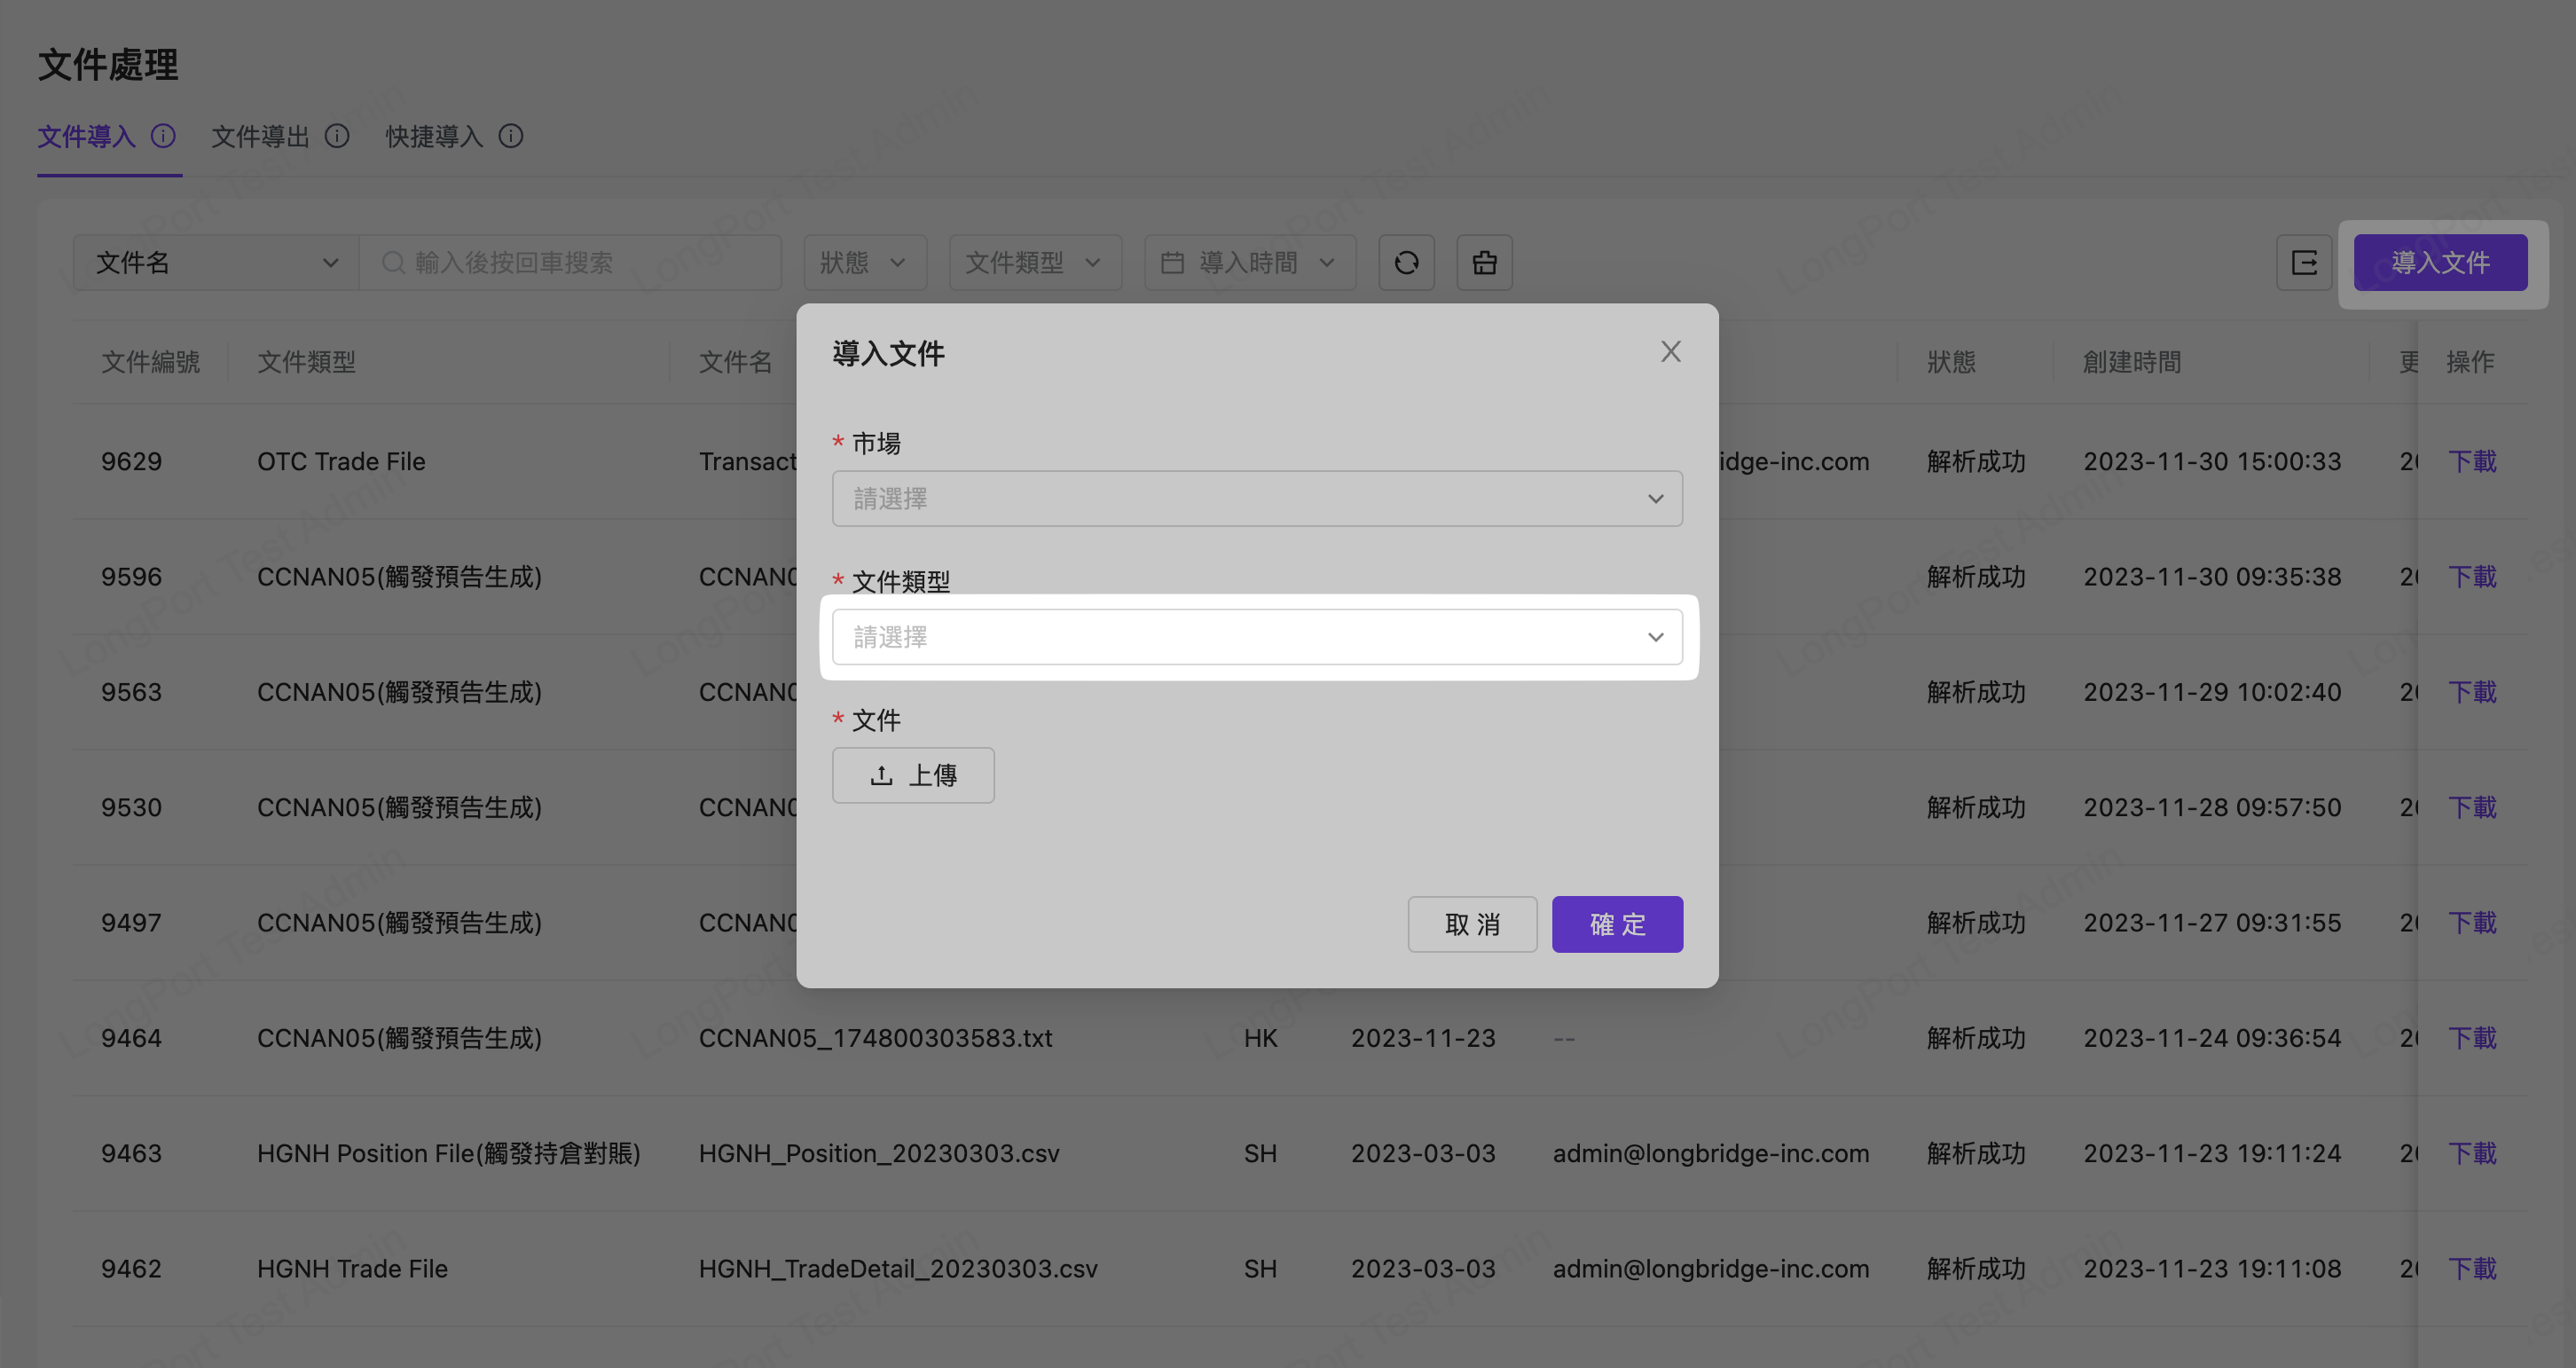 文件處理
文件導入 文件導出 快捷導入
文件名 輸入後按回車搜索 狀態 文件類型 導入時間 導入文件
文件編號 文件類型 文件名 狀態 創建時間 更 操作
9629 OTC Trade File Transact idge-inc.com 解析成功 2023-11-30 15:00:33 下載
9596 CCNAN05(觸發預告生成) CCNAN0 解析成功 2023-11-30 09:35:38 下載
9563 CCNAN05(觸發預告生成) CCNAN0 解析成功 2023-11-29 10:02:40 下載
9530 CCNAN05(觸發預告生成) CCNAN0 解析成功 2023-11-28 09:57:50 下載
9497 CCNAN05(觸發預告生成) CCNAN0 解析成功 2023-11-27 09:31:55 下載
9464 CCNAN05(觸發預告生成) CCNAN05_174800303583.txt HK 2023-11-23 -- 解析成功 2023-11-24 09:36:54 下載
9463 HGNH Position File(觸發持倉對賬) HGNH_Position_20230303.csv SH 2023-03-03 admin@longbridge-inc.com 解析成功 2023-11-23 19:11:24 下載
9462 HGNH Trade File HGNH_TradeDetail_20230303.csv SH 2023-03-03 admin@longbridge-inc.com 解析成功 2023-11-23 19:11:08 下載
導入文件
* 市場
請選擇
* 文件類型
請選擇
* 文件
上傳
取 消 確 定
LongPort Test Admin